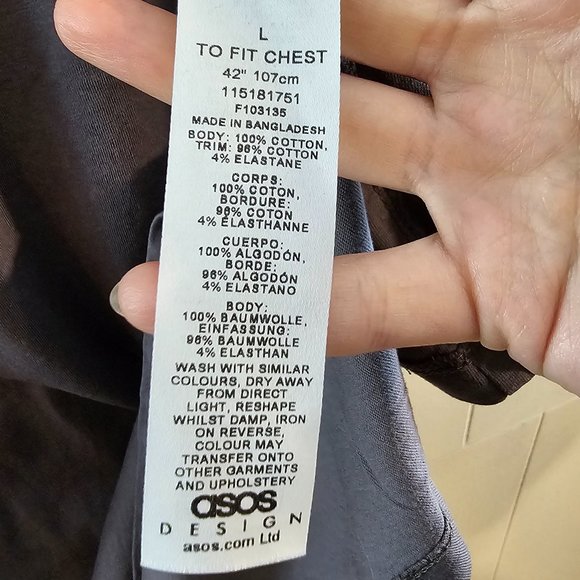 L
TO FIT CHEST
42" 107cm
115181751
F103135
MADE IN BANGLADESH
BODY: 100% COTTON,
TRIM: 96% COTTON
4% ELASTANE
CORPS:
100% COTON,
BORDURE:
96% COTON
4% ÉLASTHANNE
CUERPO:
100% ALGODÓN,
BORDE:
96% ALGODÓN
4% ELASTANO
BODY:
100% BAUMWOLLE,
EINFASSUNG:
96% BAUMWOLLE
4% ELASTHAN
WASH WITH SIMILAR
COLOURS, DRY AWAY
FROM DIRECT
LIGHT, RESHAPE
WHILST DAMP, IRON
ON REVERSE,
COLOUR MAY
TRANSFER ONTO
OTHER GARMENTS
AND UPHOLSTERY
asos
DESIGN
asos.com Ltd